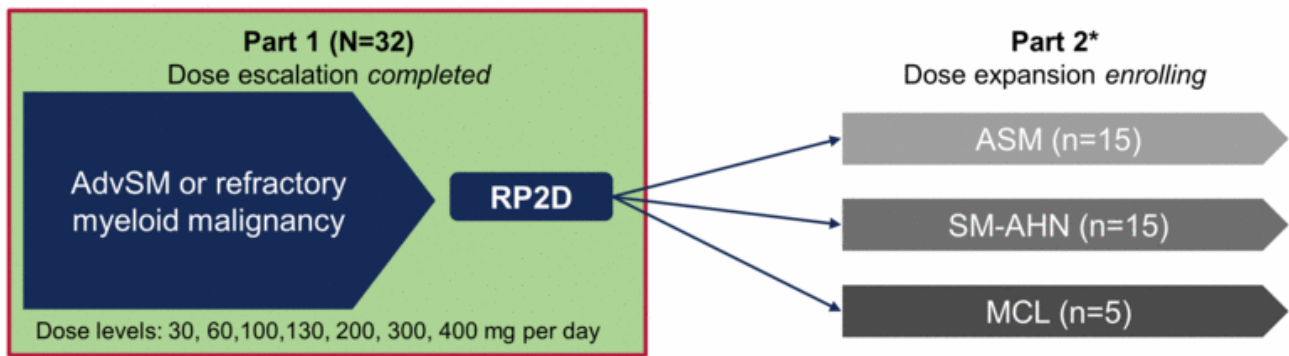 Part 1 (N=32)
Dose escalation completed
AdvSM or refractory
myeloid malignancy
RP2D
Dose levels: 30, 60,100,130, 200, 300, 400 mg per day
Part 2*
Dose expansion enrolling
ASM (n=15)
SM-AHN (n=15)
MCL (n=5)